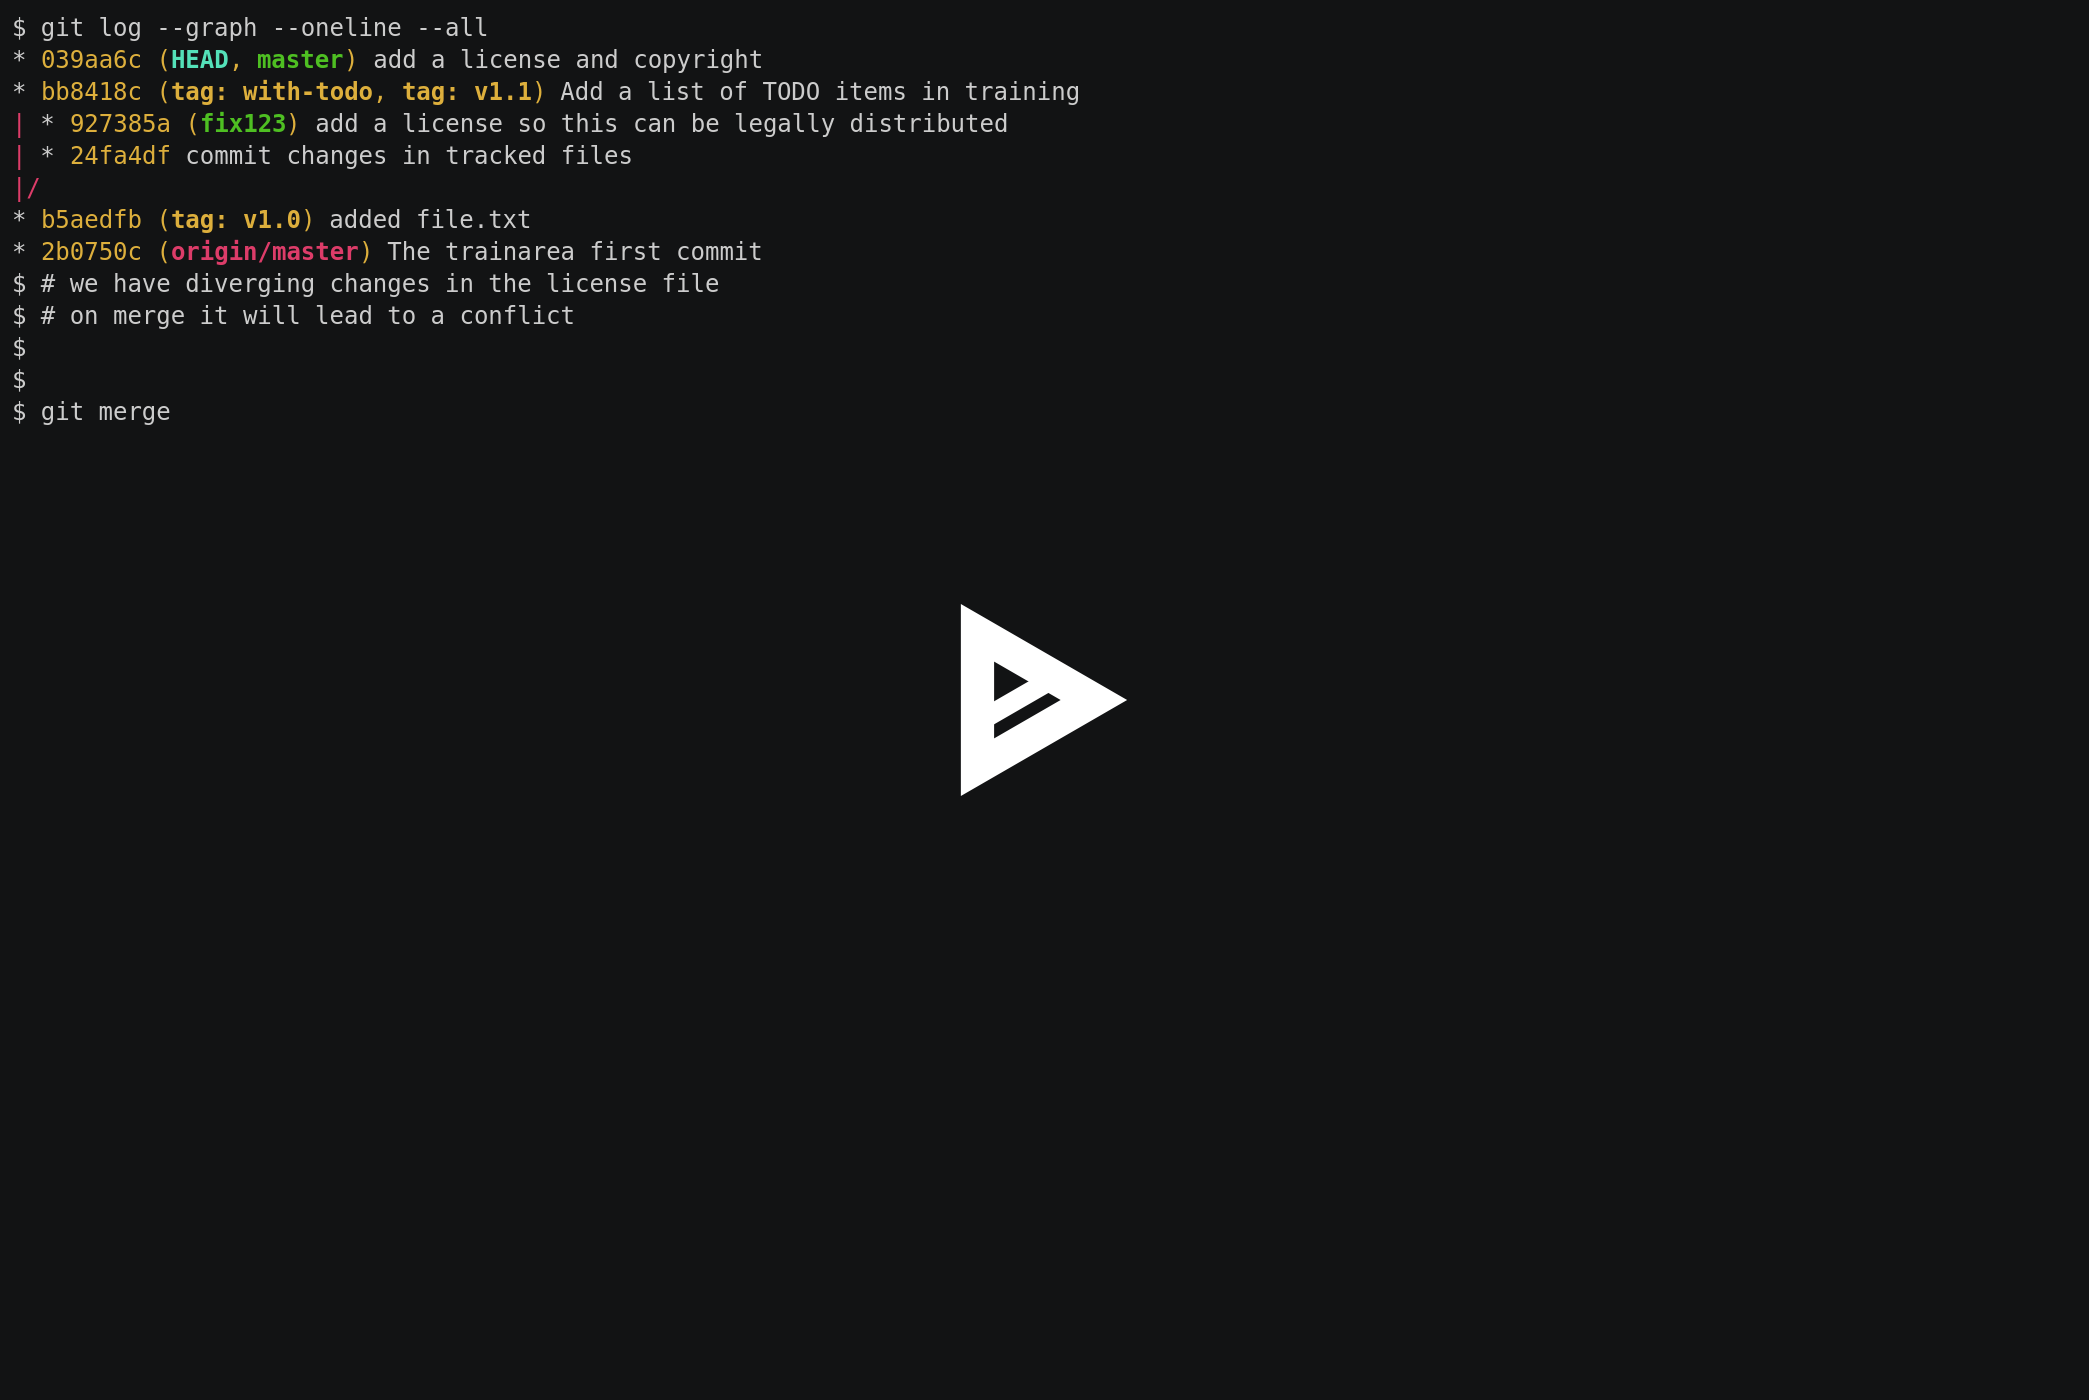 $ git log --graph --oneline --all
* 039aa6c (HEAD, master) add a license and copyright
* bb8418c (tag: with-todo, tag: v1.1) Add a list of TODO items in training
| * 927385a (fix123) add a license so this can be legally distributed
| * 24fa4df commit changes in tracked files
|/
* b5aedfb (tag: v1.0) added file.txt
* 2b0750c (origin/master) The trainarea first commit
$ # we have diverging changes in the license file
$ # on merge it will lead to a conflict
$
$
$ git merge